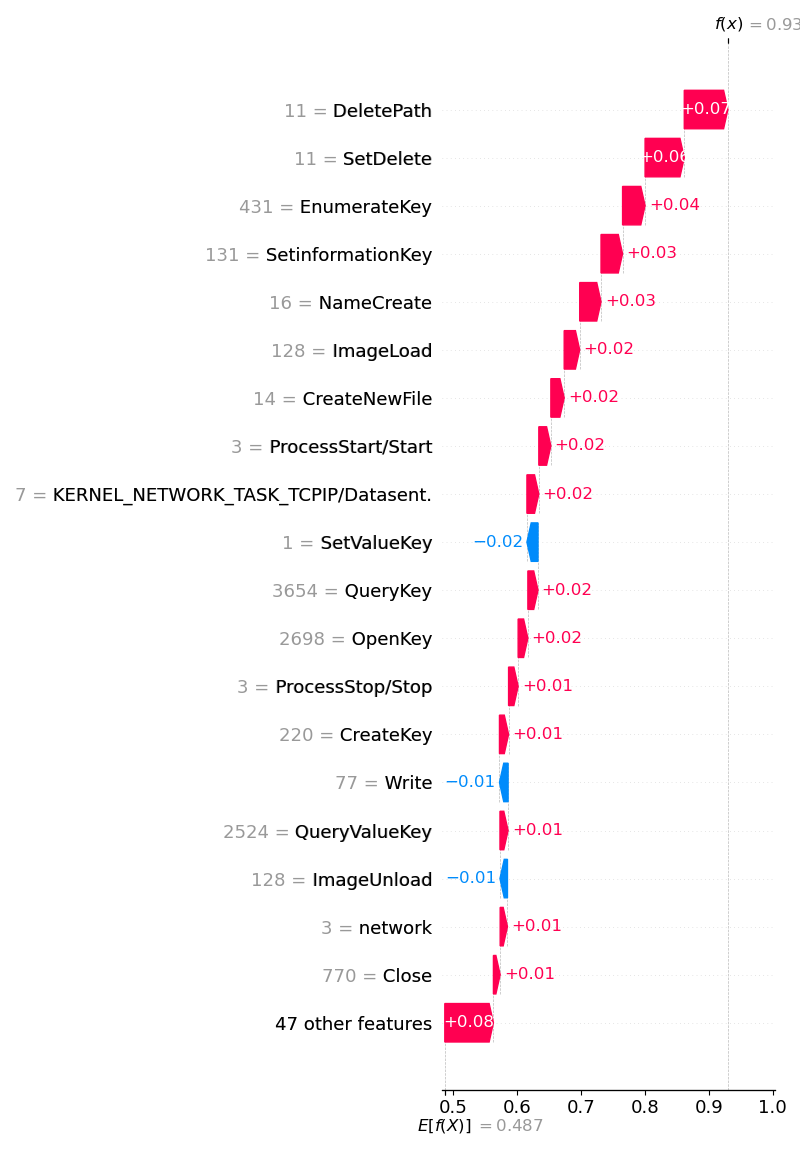 f(x) = 0.93
11 = DeletePath
+0.07
11 = SetDelete
+0.06
431 = EnumerateKey
+0.04
131 = SetinformationKey
+0.03
16 = NameCreate
+0.03
128 = ImageLoad
+0.02
14 = CreateNewFile
+0.02
3 = ProcessStart/Start
+0.02
7 = KERNEL_NETWORK_TASK_TCPIP/Datasent.
+0.02
1 = SetValueKey
−0.02
3654 = QueryKey
+0.02
2698 = OpenKey
+0.02
3 = ProcessStop/Stop
+0.01
220 = CreateKey
+0.01
77 = Write
−0.01
2524 = QueryValueKey
+0.01
128 = ImageUnload
−0.01
3 = network
+0.01
770 = Close
+0.01
47 other features
+0.08
0.5 0.6 0.7 0.8 0.9 1.0
E[f(X)] = 0.487